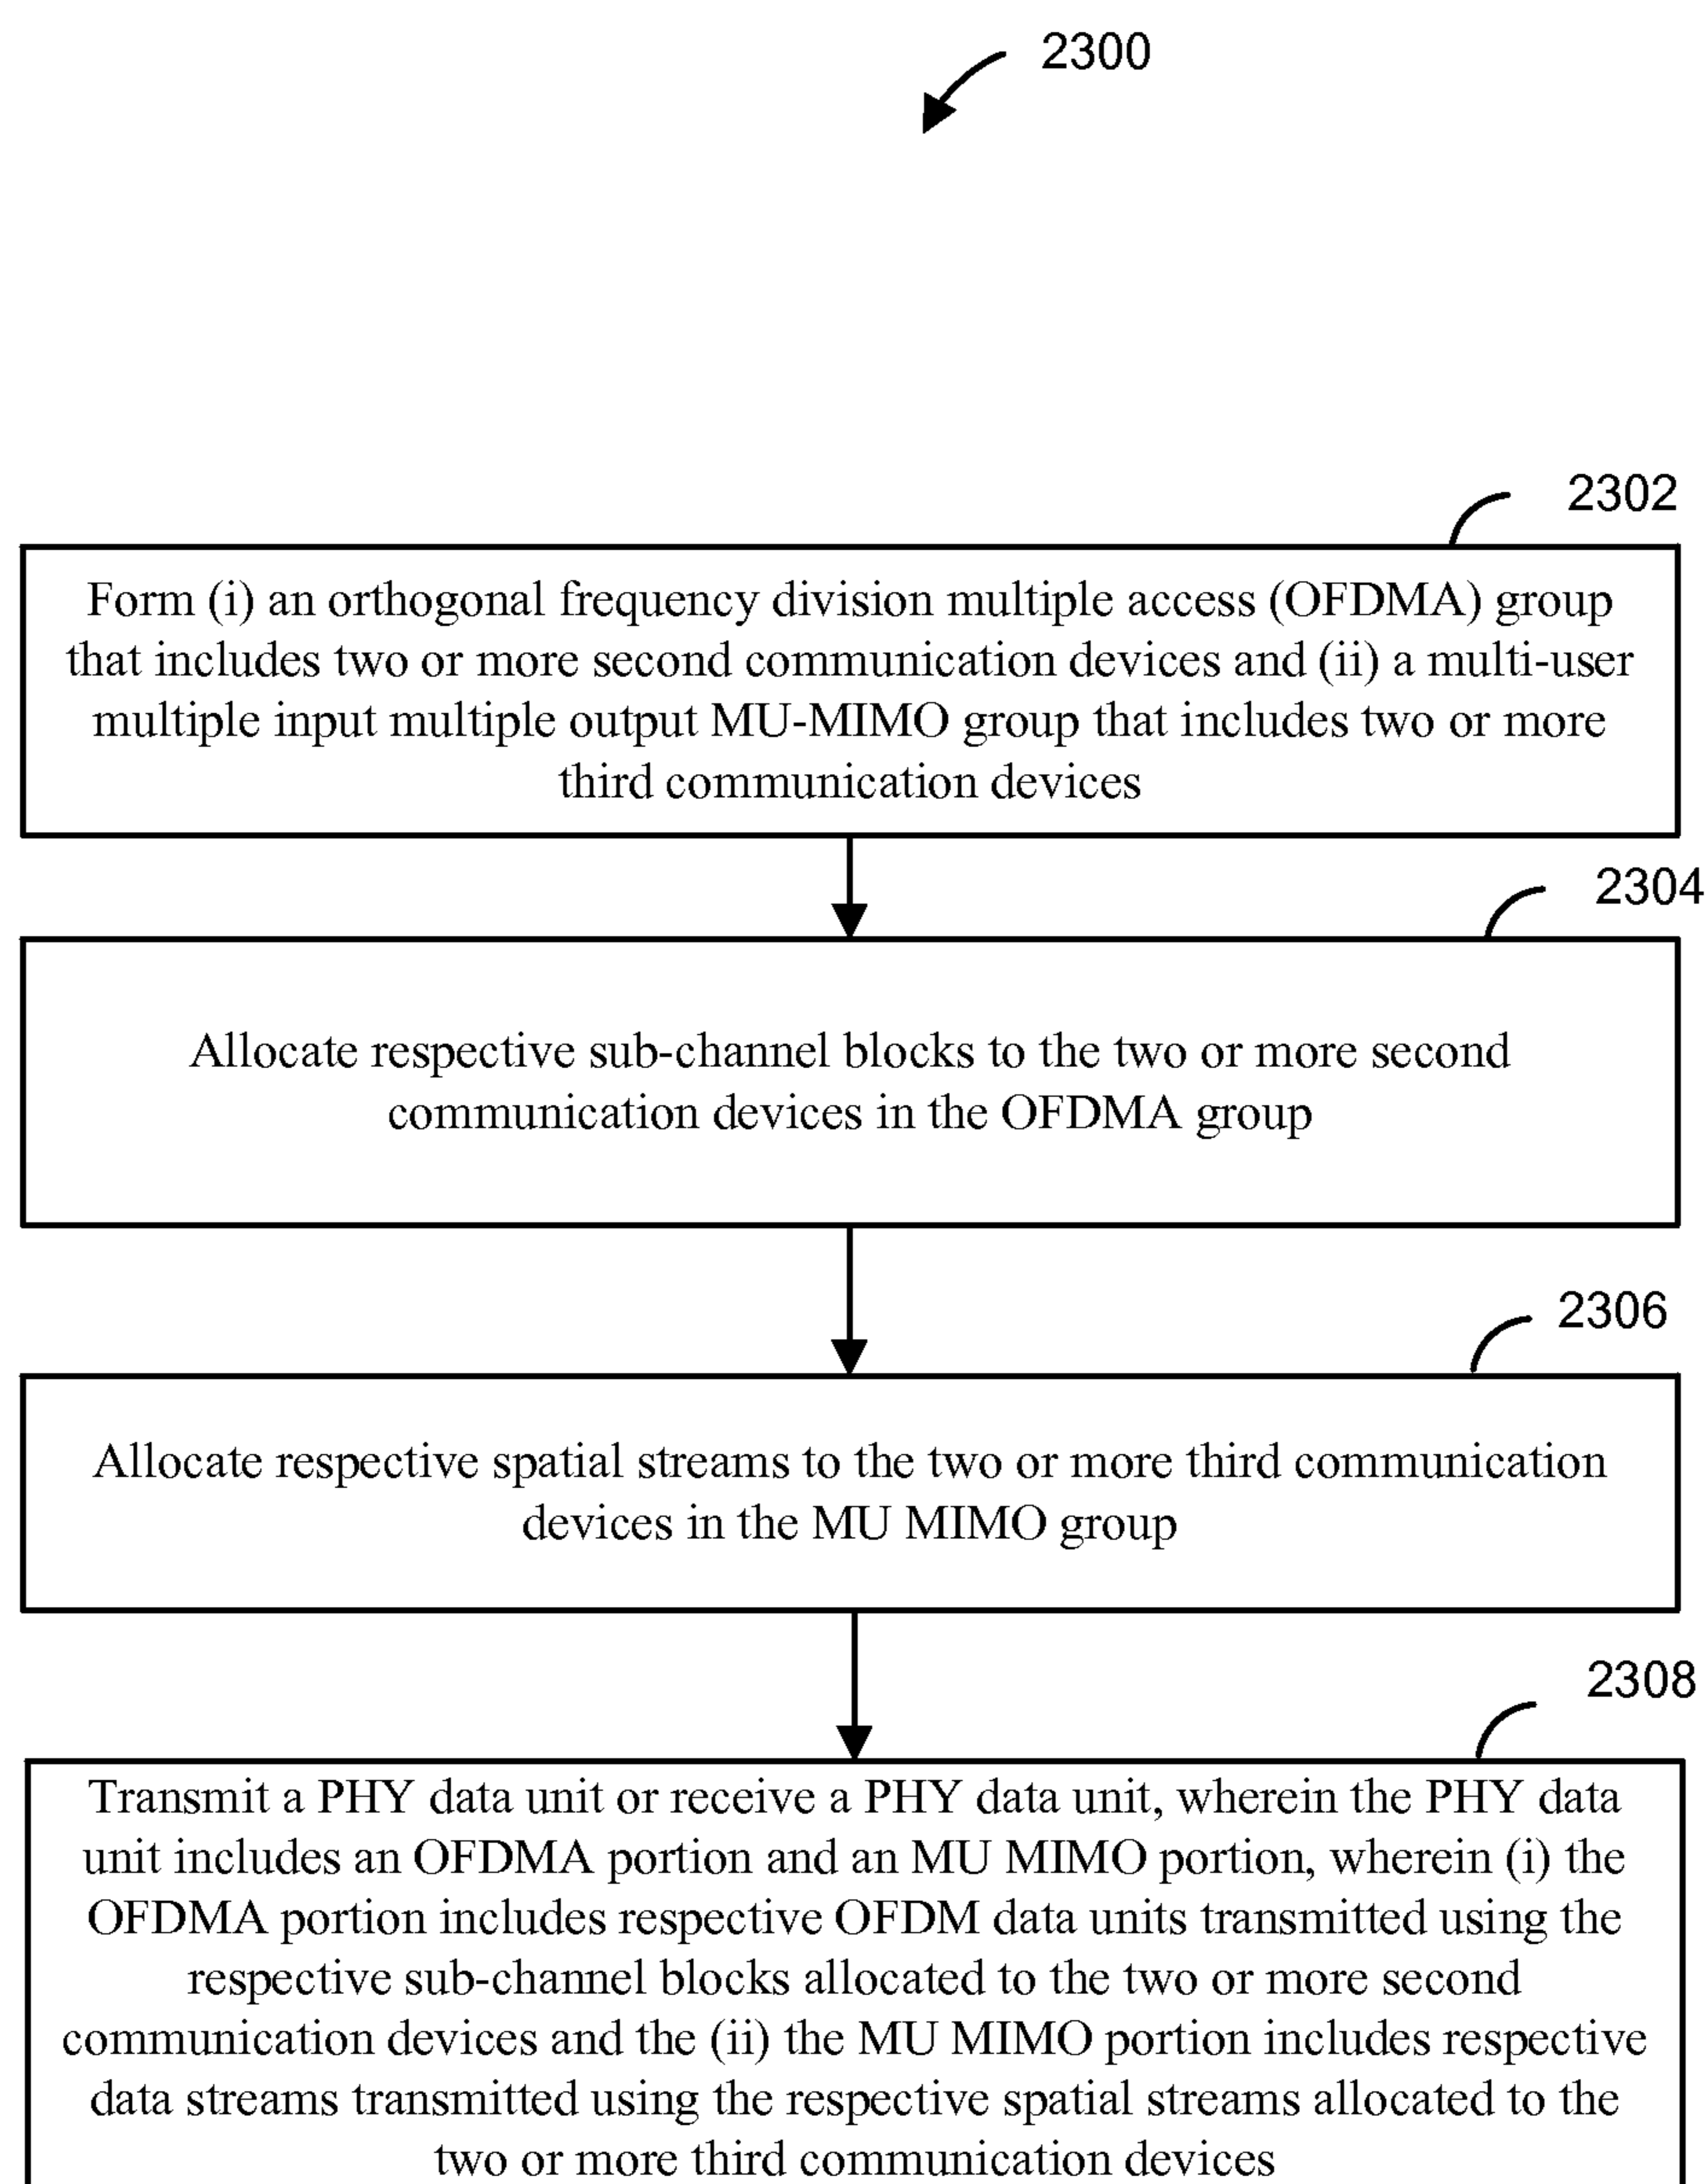 2300
2302
Form (i) an orthogonal frequency division multiple access (OFDMA) group
that includes two or more second communication devices and (ii) a multi-user
multiple input multiple output MU-MIMO group that includes two or more
third communication devices
2304
Allocate respective sub-channel blocks to the two or more second
communication devices in the OFDMA group
2306
Allocate respective spatial streams to the two or more third communication
devices in the MU MIMO group
2308
Transmit a PHY data unit or receive a PHY data unit, wherein the PHY data
unit includes an OFDMA portion and an MU MIMO portion, wherein (i) the
OFDMA portion includes respective OFDM data units transmitted using the
respective sub-channel blocks allocated to the two or more second
communication devices and the (ii) the MU MIMO portion includes respective
data streams transmitted using the respective spatial streams allocated to the
two or more third communication devices